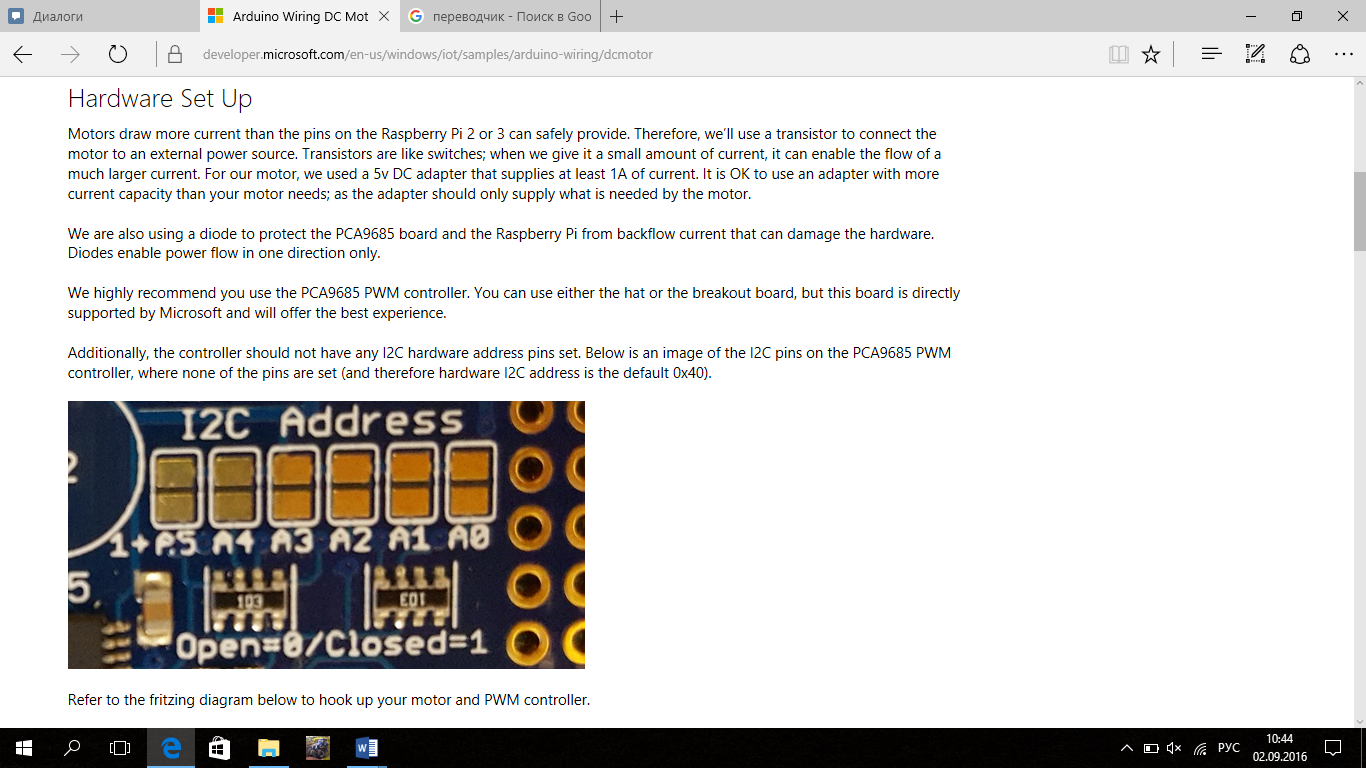 Диалоги
Arduino Wiring DC Mot
переводчик - Поиск в Goo
developer.microsoft.com/en-us/windows/iot/samples/arduino-wiring/dcmotor
Hardware Set Up
Motors draw more current than the pins on the Raspberry Pi 2 or 3 can safely provide. Therefore, we'll use a transistor to connect the
motor to an external power source. Transistors are like switches; when we give it a small amount of current, it can enable the flow of a
much larger current. For our motor, we used a 5v DC adapter that supplies at least 1A of current. It is OK to use an adapter with more
current capacity than your motor needs; as the adapter should only supply what is needed by the motor.
We are also using a diode to protect the PCA9685 board and the Raspberry Pi from backflow current that can damage the hardware.
Diodes enable power flow in one direction only.
We highly recommend you use the PCA9685 PWM controller. You can use either the hat or the breakout board, but this board is directly
supported by Microsoft and will offer the best experience.
Additionally, the controller should not have any I2C hardware address pins set. Below is an image of the I2C pins on the PCA9685 PWM
controller, where none of the pins are set (and therefore hardware I2C address is the default 0x40).
I2C Address
2
1+ A5 A4 A3 A2 A1 A0
5
103 103
Open=0/Closed=1
Refer to the fritzing diagram below to hook up your motor and PWM controller.
РУС
10:44
02.09.2016